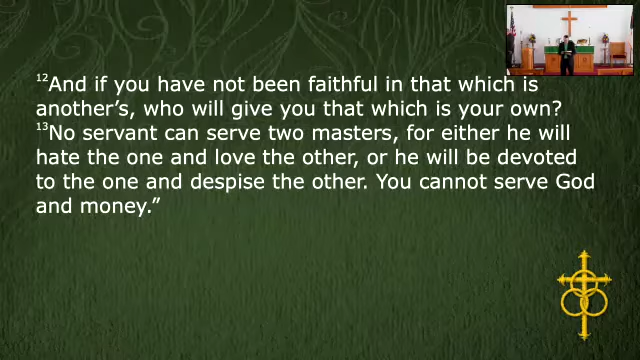 12And if you have not been faithful in that which is
another’s, who will give you that which is your own?
13No servant can serve two masters, for either he will
hate the one and love the other, or he will be devoted
to the one and despise the other. You cannot serve God
and money.”